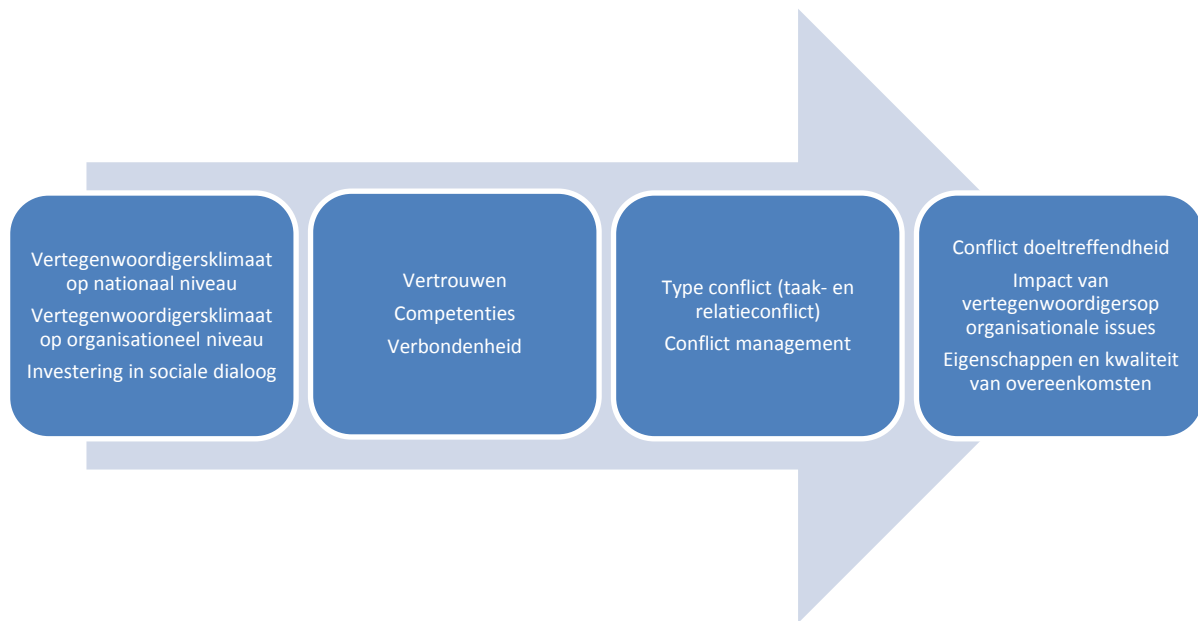 Vertegenwoordigersklimaat
op nationaal niveau
Vertegenwoordigersklimaat
op organisationeel niveau
Investering in sociale dialoog
Vertrouwen
Competenties
Verbondenheid
Type conflict (taak- en
relatieconflict)
Conflict management
Conflict doeltreffendheid
Impact van
vertegenwoordigersop
organisationale issues
Eigenschappen en kwaliteit
van overeenkomsten